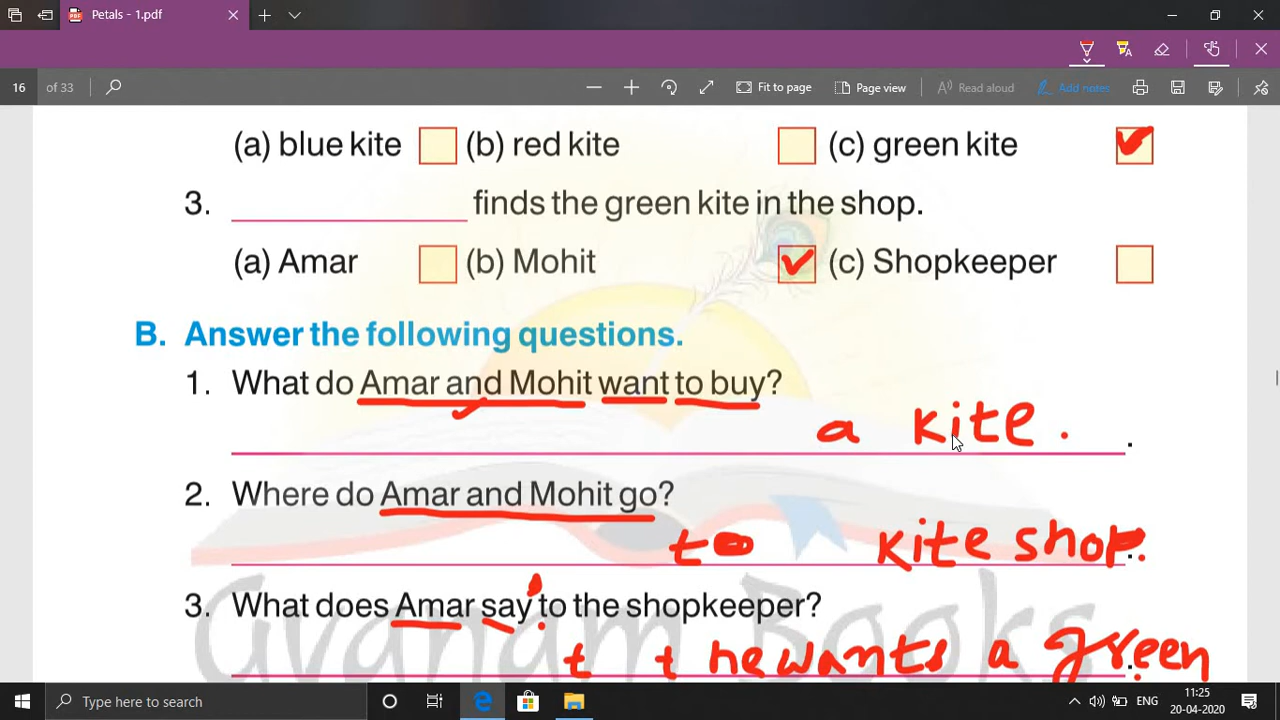 Petals - 1.pdf
16 of 33 Fit to page Page view Read aloud Add notes
(a) blue kite (b) red kite (c) green kite
3. ____________ finds the green kite in the shop.
(a) Amar (b) Mohit (c) Shopkeeper
B. Answer the following questions.
1. What do Amar and Mohit want to buy?
a kite. .
2. Where do Amar and Mohit go?
to kite shop. .
3. What does Amar say to the shopkeeper?
t t he wants a green .
Gyanam Books
Type here to search
ENG
11:25
20-04-2020